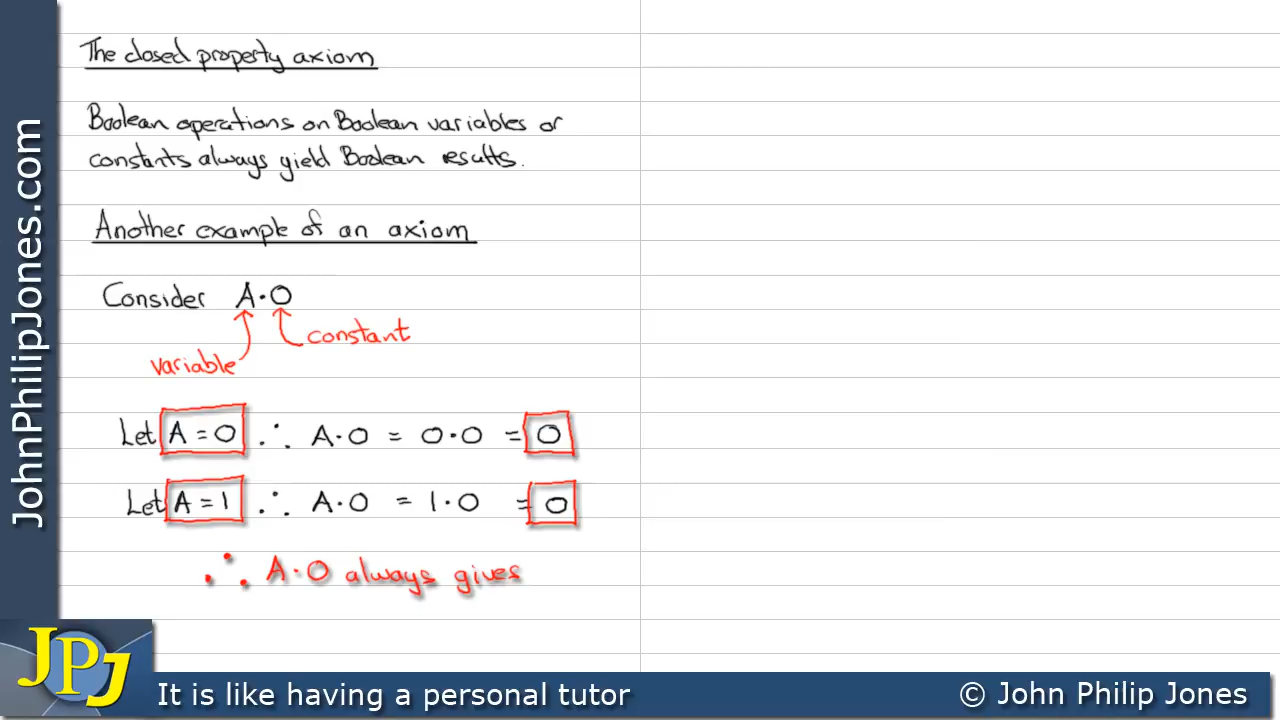 The closed property axiom
Boolean operations on Boolean variables or
constants always yield Boolean results.
Another example of an axiom
Consider A·0
constant
variable
Let A = 0 ∴ A·0 = 0·0 = 0
Let A = 1 ∴ A·0 = 1·0 = 0
∴ A·0 always gives
JohnPhilipJones.com
JPJ
It is like having a personal tutor
© John Philip Jones